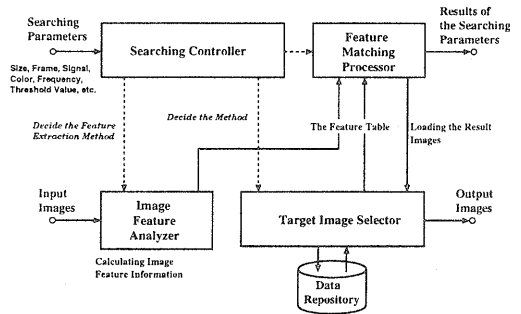 Searching
Parameters
Size, Frame, Signal,
Color, Frequency,
Threshold Value, etc.
Searching Controller
Feature
Matching
Processor
Results of
the Searching
Parameters
Decide the Feature
Extraction Method
Decide the Method
The Feature Table
Loading the Result
Images
Input
Images
Image
Feature
Analyzer
Calculating Image
Feature Information
Target Image Selector
Output
Images
Data
Repository